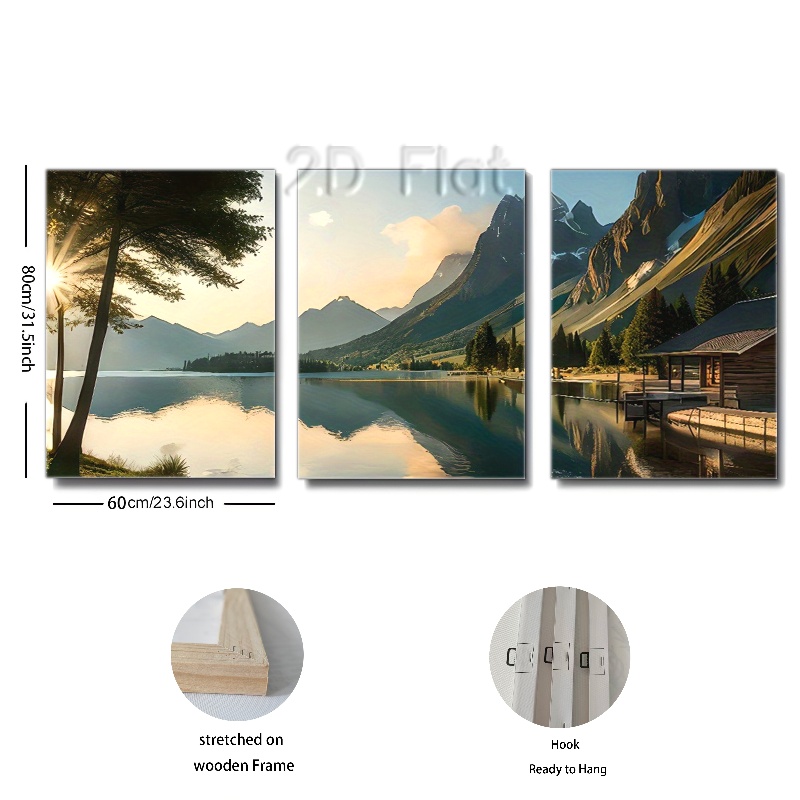 2D Flat
80cm/31.5inch
60cm/23.6inch
stretched on
wooden Frame
Hook
Ready to Hang